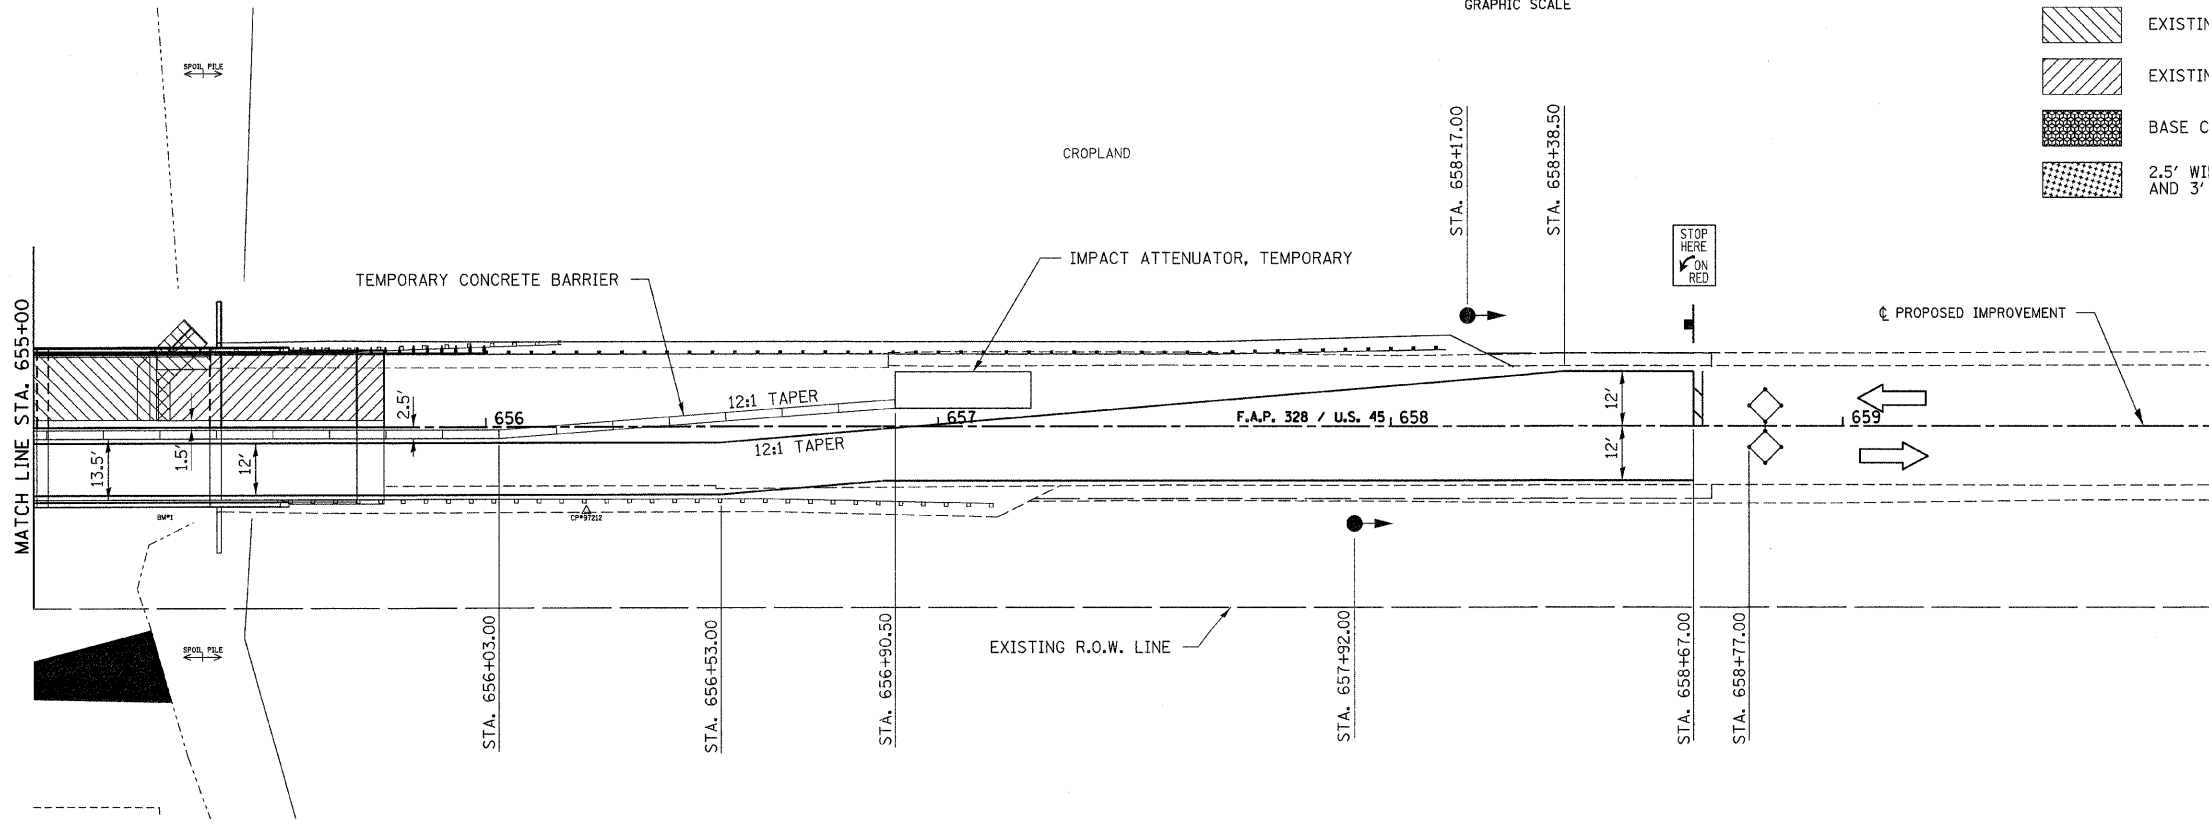 GRAPHIC SCALE
EXISTIN
EXISTIN
BASE C
2.5' WI
AND 3'
SPOIL PILE
CROPLAND
STA. 658+17.00
STA. 658+38.50
STOP
HERE
ON
RED
IMPACT ATTENUATOR, TEMPORARY
TEMPORARY CONCRETE BARRIER
℄ PROPOSED IMPROVEMENT
MATCH LINE STA. 655+00
2.5'
12:1 TAPER
656
657
F.A.P. 328 / U.S. 45
658
659
12'
12:1 TAPER
13.5'
1.5'
12'
12'
BM#1
CP#97212
EXISTING R.O.W. LINE
SPOIL PILE
STA. 656+03.00
STA. 656+53.00
STA. 656+90.50
STA. 657+92.00
STA. 658+67.00
STA. 658+77.00